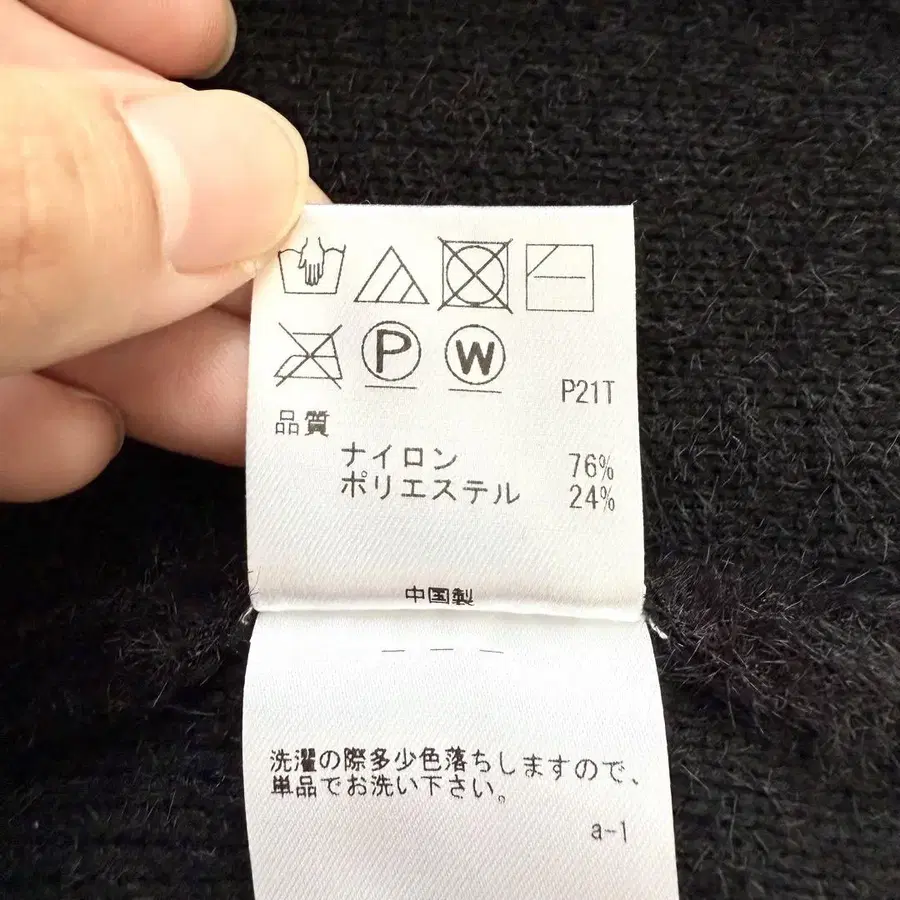 P W
P21T
品質
ナイロン 76%
ポリエステル 24%
中国製
洗濯の際多少色落ちしますので、
単品でお洗い下さい。
a-1